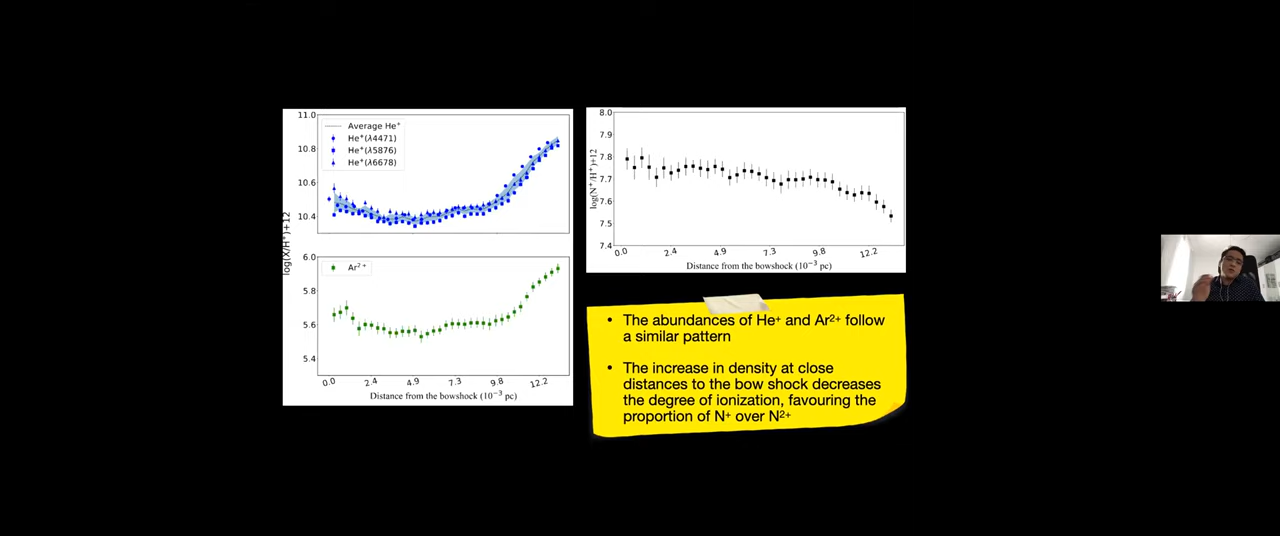 11.0
10.8
10.6
10.4
Average He⁺
He⁺(λ4471)
He⁺(λ5876)
He⁺(λ6678)
log(X/H⁺)+12
6.0
5.8
5.6
5.4
Ar²⁺
0.0 2.4 4.9 7.3 9.8 12.2
Distance from the bowshock (10⁻³ pc)
8.0
7.9
7.8
7.7
7.6
7.5
7.4
log(N⁺/H⁺)+12
0.0 2.4 4.9 7.3 9.8 12.2
Distance from the bowshock (10⁻³ pc)
• The abundances of He⁺ and Ar²⁺ follow
a similar pattern
• The increase in density at close
distances to the bow shock decreases
the degree of ionization, favouring the
proportion of N⁺ over N²⁺